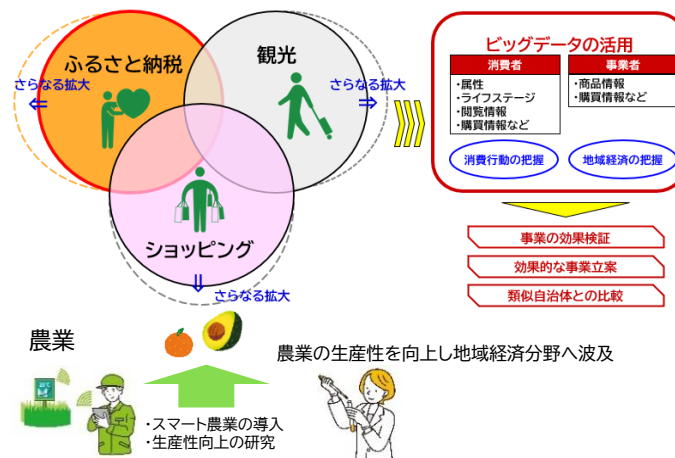 ふるさと納税
観光
さらなる拡大
さらなる拡大
ショッピング
さらなる拡大
ビッグデータの活用
消費者
・属性
・ライフステージ
・閲覧情報
・購買情報など
事業者
・商品情報
・購買情報など
消費行動の把握
地域経済の把握
事業の効果検証
効果的な事業立案
類似自治体との比較
農業
農業の生産性を向上し地域経済分野へ波及
・スマート農業の導入
・生産性向上の研究